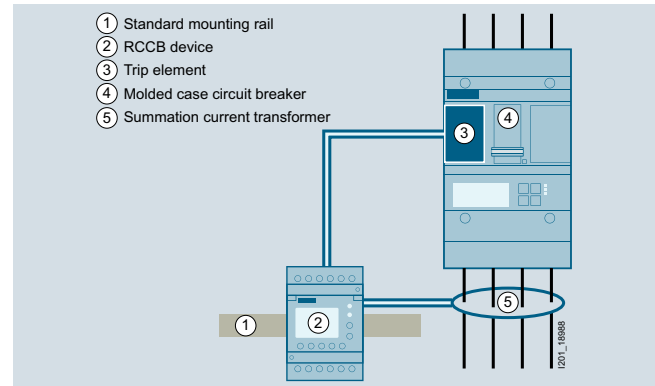 1 Standard mounting rail
2 RCCB device
3 Trip element
4 Molded case circuit breaker
5 Summation current transformer
3
4
5
1
2
I201_18988